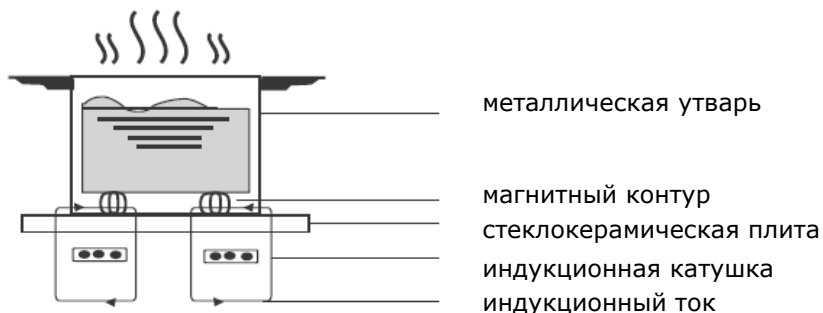 металлическая утварь
магнитный контур
стеклокерамическая плита
индукционная катушка
индукционный ток